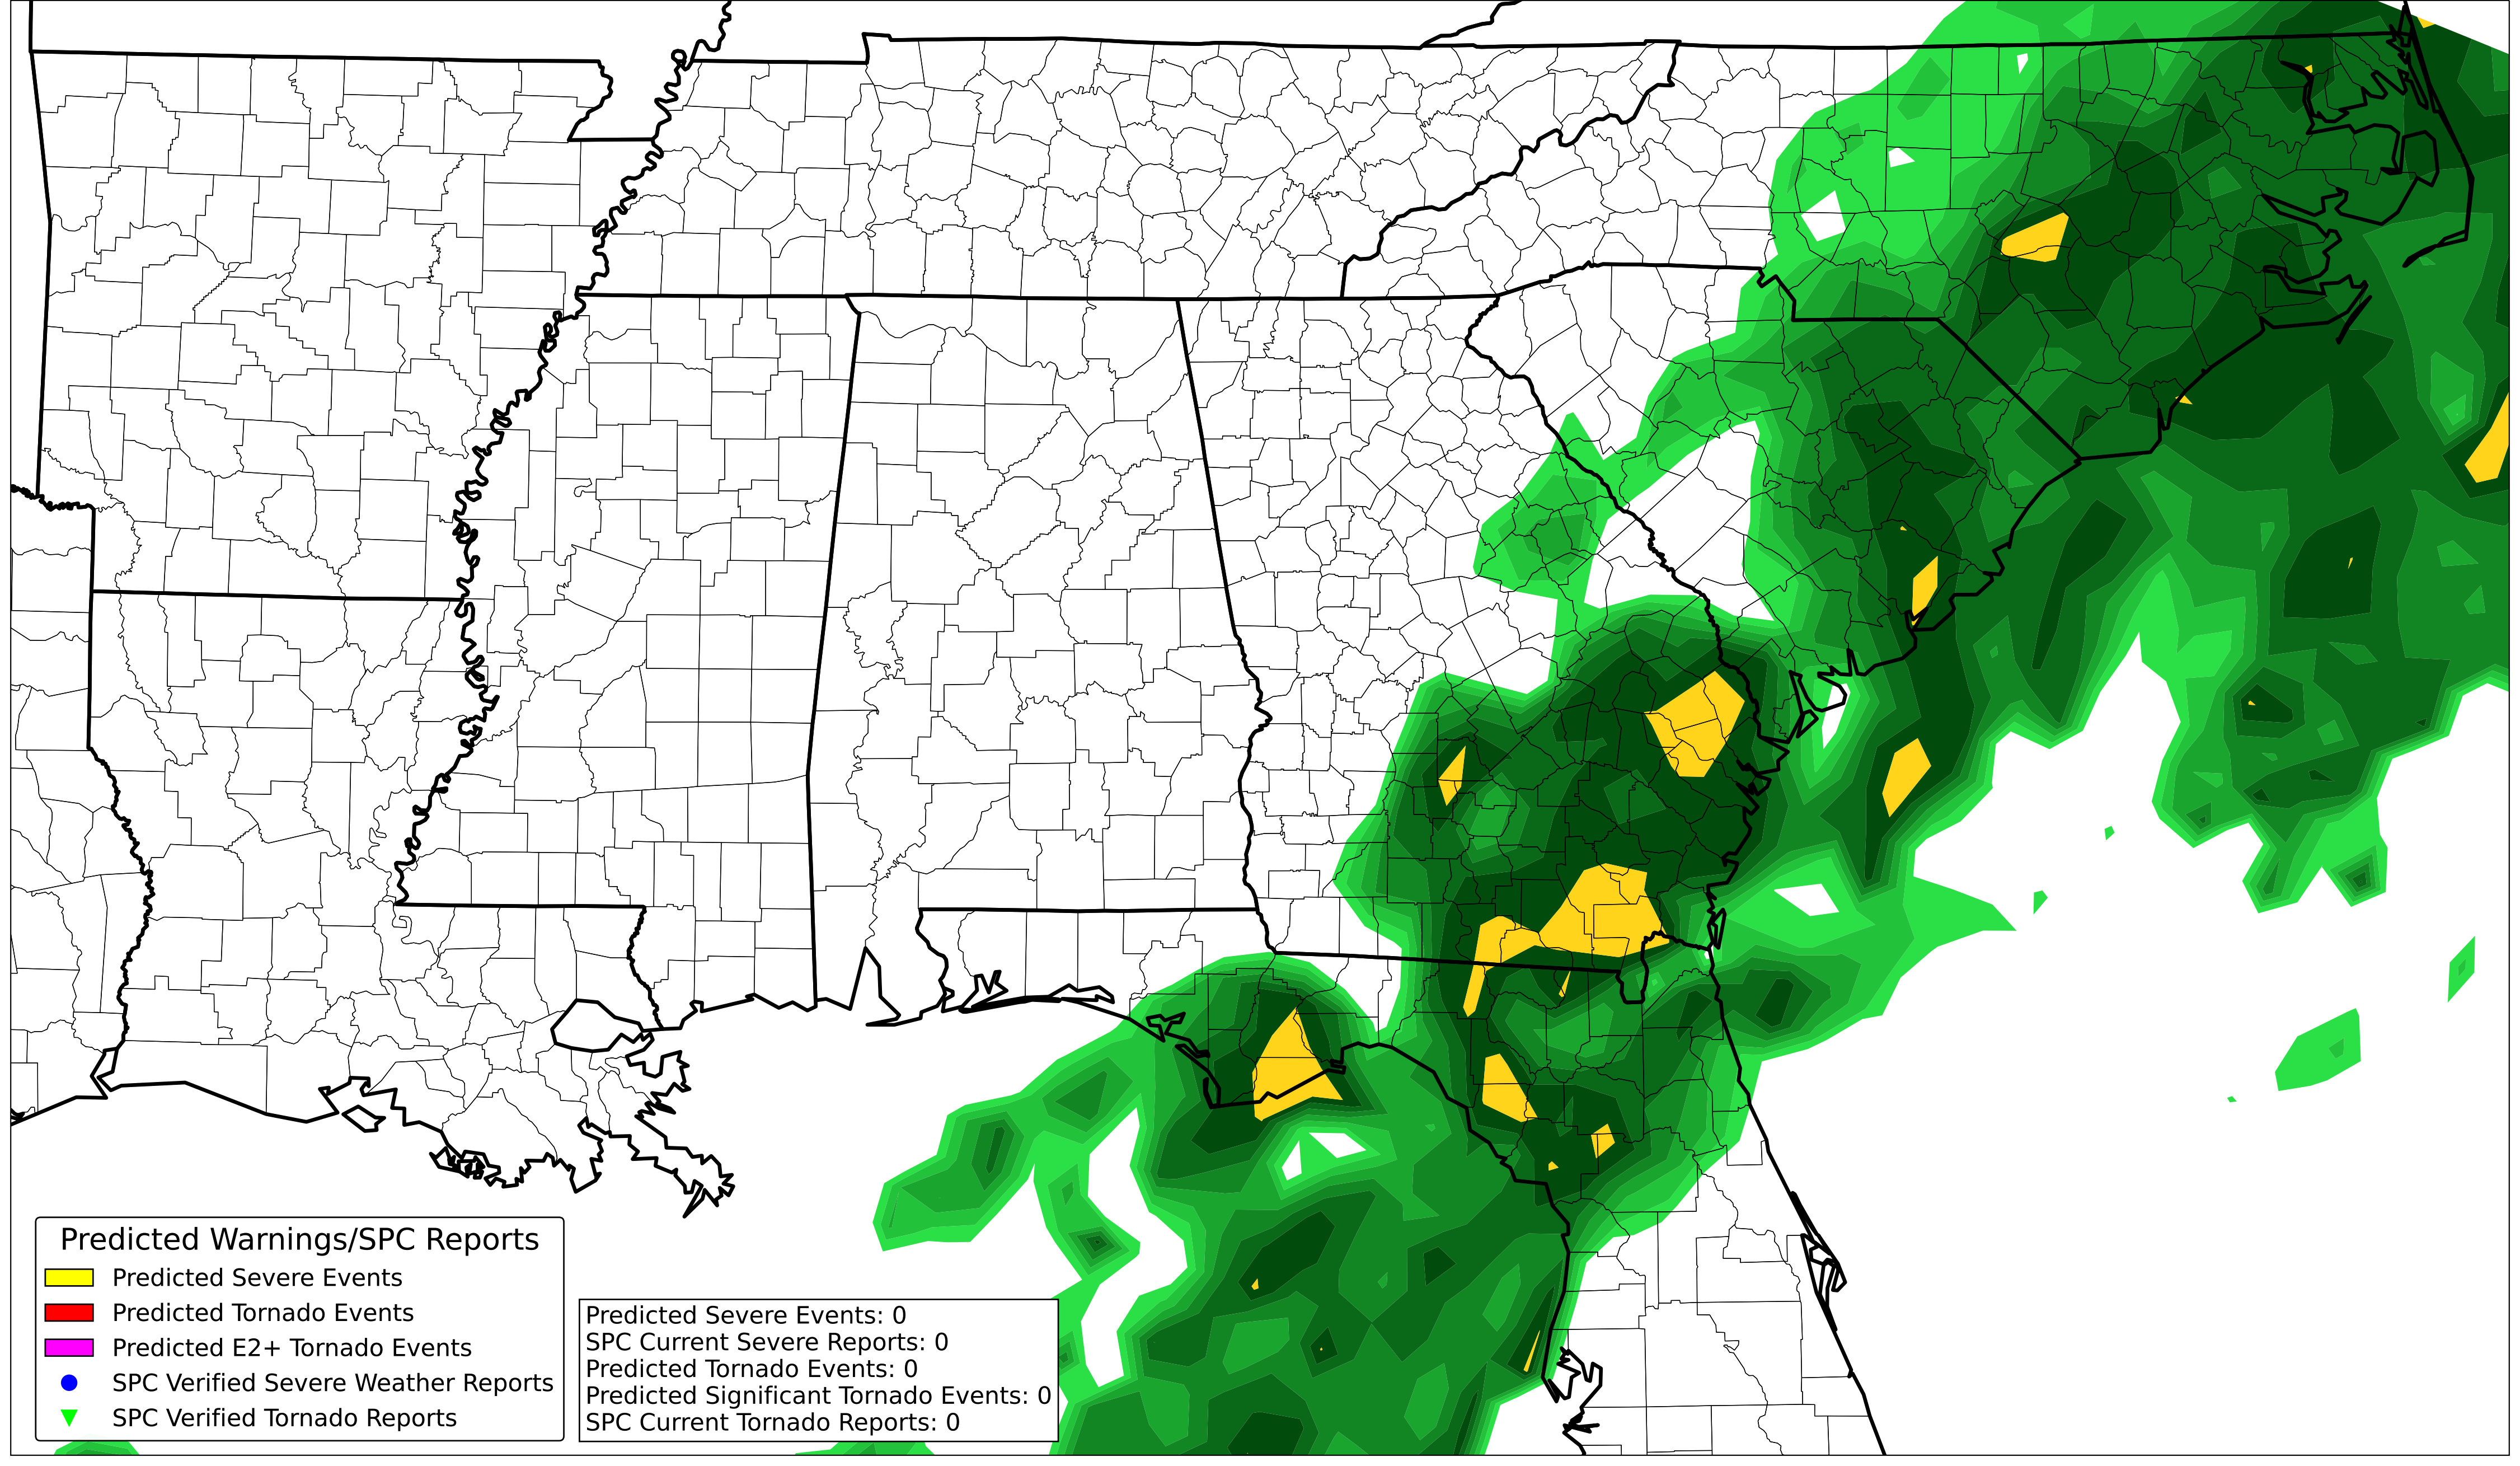 Predicted Warnings/SPC Reports
Predicted Severe Events
Predicted Tornado Events
Predicted E2+ Tornado Events
SPC Verified Severe Weather Reports
SPC Verified Tornado Reports
Predicted Severe Events: 0
SPC Current Severe Reports: 0
Predicted Tornado Events: 0
Predicted Significant Tornado Events: 0
SPC Current Tornado Reports: 0